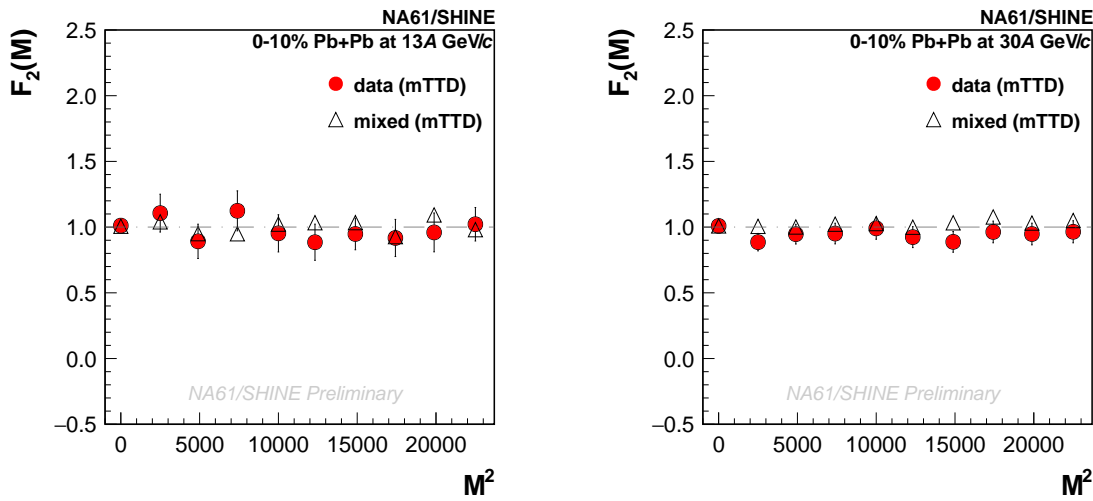 NA61/SHINE
0-10% Pb+Pb at 13A GeV/c
data (mTTD)
mixed (mTTD)
F₂(M)
2.5
2.0
1.5
1.0
0.5
0.0
−0.5
NA61/SHINE Preliminary
0 5000 10000 15000 20000
M²
NA61/SHINE
0-10% Pb+Pb at 30A GeV/c
data (mTTD)
mixed (mTTD)
F₂(M)
2.5
2.0
1.5
1.0
0.5
0.0
−0.5
NA61/SHINE Preliminary
0 5000 10000 15000 20000
M²